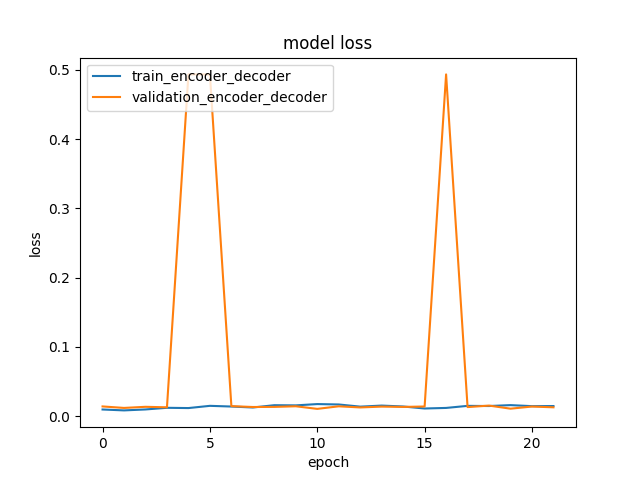 model loss
train_encoder_decoder
validation_encoder_decoder
0.5
0.4
0.3
0.2
0.1
0.0
loss
0 5 10 15 20
epoch